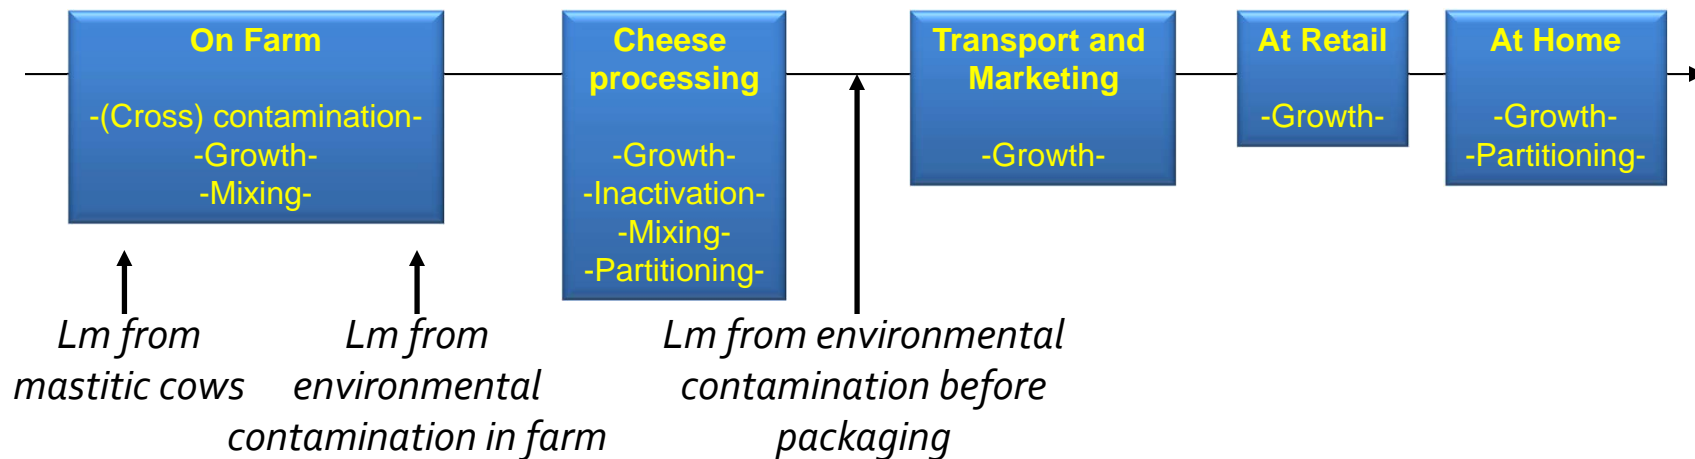 On Farm
-(Cross) contamination-
-Growth-
-Mixing-
Cheese
processing
-Growth-
-Inactivation-
-Mixing-
-Partitioning-
Transport and
Marketing
-Growth-
At Retail
-Growth-
At Home
-Growth-
-Partitioning-
Lm from
mastitic cows
Lm from
environmental
contamination in farm
Lm from environmental
contamination before
packaging